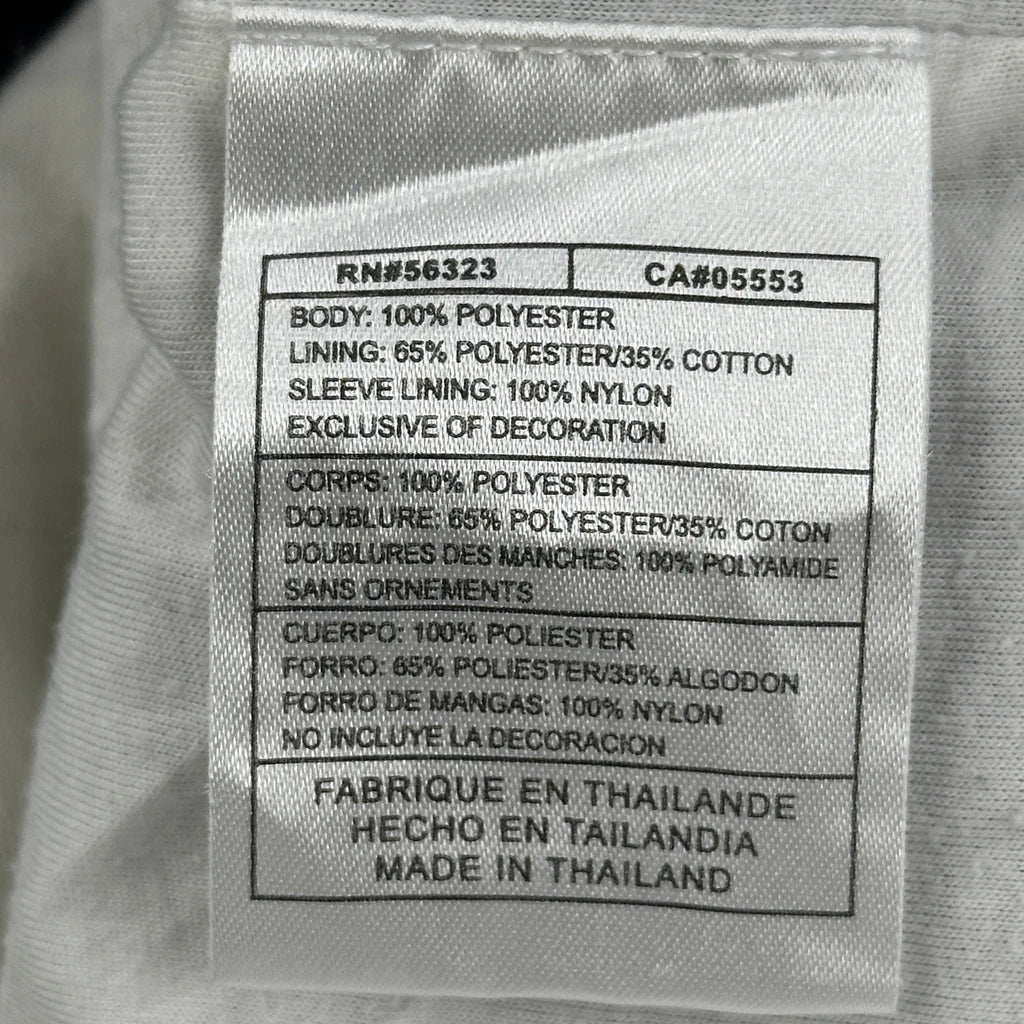 RN#56323 CA#05553
BODY: 100% POLYESTER
LINING: 65% POLYESTER/35% COTTON
SLEEVE LINING: 100% NYLON
EXCLUSIVE OF DECORATION
CORPS: 100% POLYESTER
DOUBLURE: 65% POLYESTER/35% COTON
DOUBLURES DES MANCHES: 100% POLYAMIDE
SANS ORNEMENTS
CUERPO: 100% POLIESTER
FORRO: 65% POLIESTER/35% ALGODON
FORRO DE MANGAS: 100% NYLON
NO INCLUYE LA DECORACION
FABRIQUE EN THAILANDE
HECHO EN TAILANDIA
MADE IN THAILAND